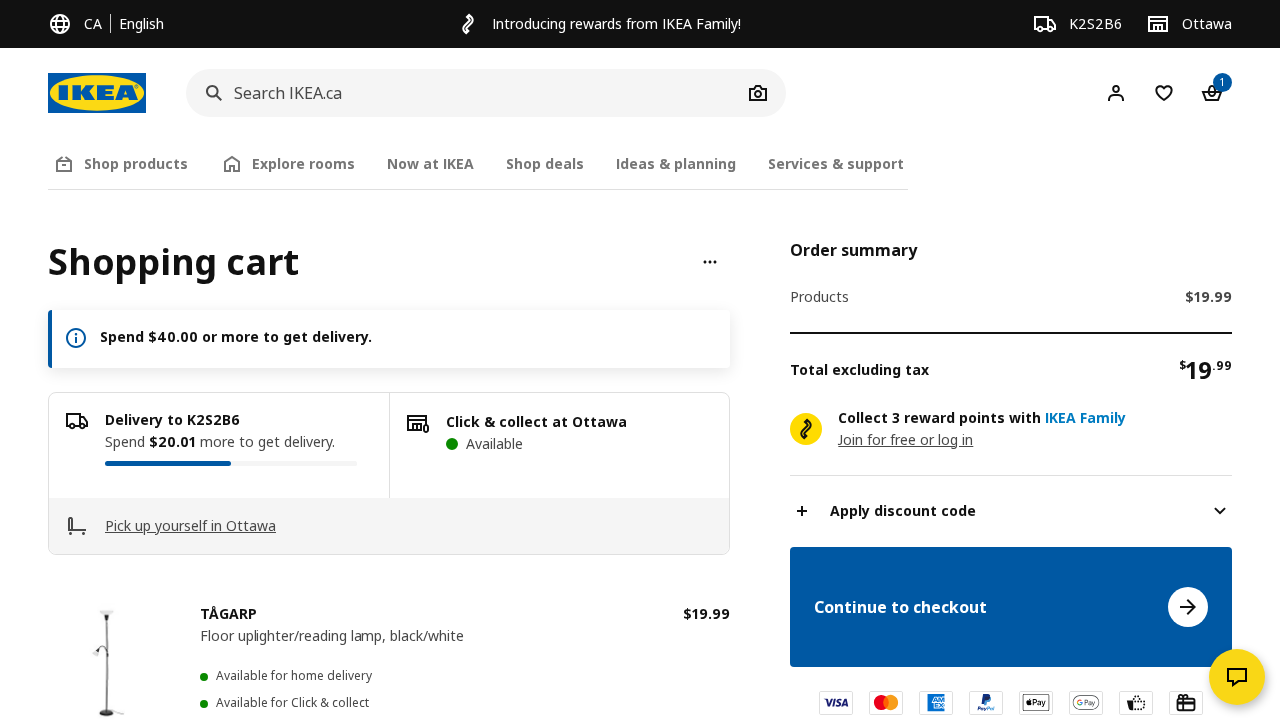 CA English
Introducing rewards from IKEA Family!
K2S2B6
Ottawa
IKEA
Search IKEA.ca
1
Shop products
Explore rooms
Now at IKEA
Shop deals
Ideas & planning
Services & support
Shopping cart
Spend $40.00 or more to get delivery.
Delivery to K2S2B6
Spend $20.01 more to get delivery.
Click & collect at Ottawa
Available
Pick up yourself in Ottawa
TÅGARP
$19.99
Floor uplighter/reading lamp, black/white
Available for home delivery
Available for Click & collect
Order summary
Products $19.99
Total excluding tax $19.99
Collect 3 reward points with IKEA Family
Join for free or log in
Apply discount code
Continue to checkout
VISA
AMEX
PayPal
Pay
G Pay